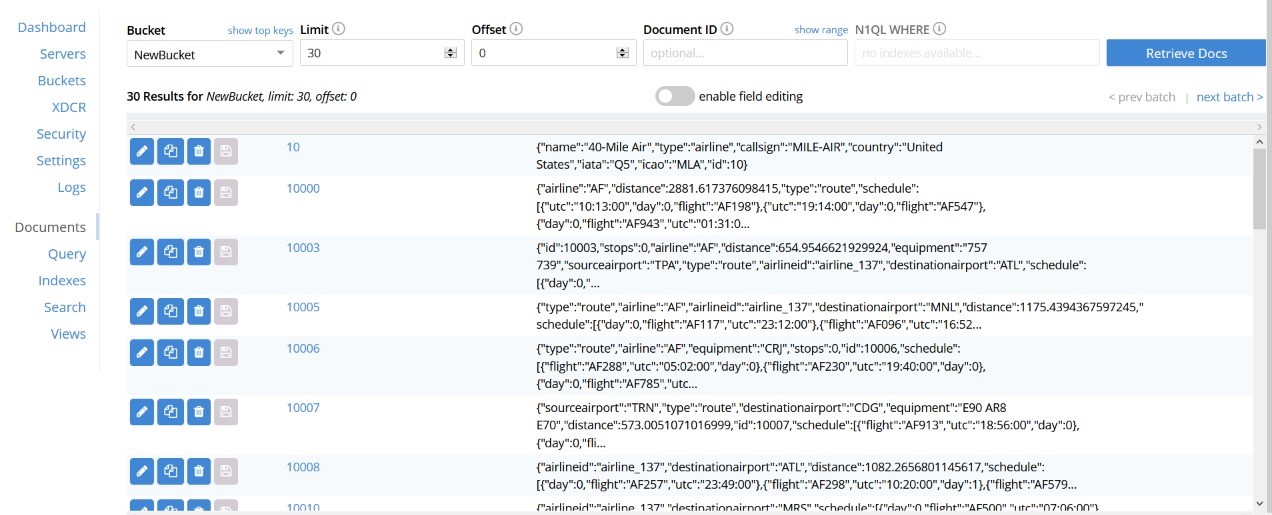 Dashboard
Servers
Buckets
XDCR
Security
Settings
Logs
Documents
Query
Indexes
Search
Views
Bucket show top keys Limit Offset Document ID show range N1QL WHERE
NewBucket 30 0 optional... no indexes available... Retrieve Docs
30 Results for NewBucket, limit: 30, offset: 0 enable field editing < prev batch | next batch >
10 {"name":"40-Mile Air","type":"airline","callsign":"MILE-AIR","country":"United
States","iata":"Q5","icao":"MLA","id":10}
10000 {"airline":"AF","distance":2881.617376098415,"type":"route","schedule":
[{"utc":"10:13:00","day":0,"flight":"AF198"},{"utc":"19:14:00","day":0,"flight":"AF547"},
{"day":0,"flight":"AF943","utc":"01:31:0...
10003 {"id":10003,"stops":0,"airline":"AF","distance":654.9546621929924,"equipment":"757
739","sourceairport":"TPA","type":"route","airlineid":"airline_137","destinationairport":"ATL","schedule":
[{"day":0,"...
10005 {"type":"route","airline":"AF","airlineid":"airline_137","destinationairport":"MNL","distance":1175.4394367597245,"
schedule":[{"day":0,"flight":"AF117","utc":"23:12:00"},{"flight":"AF096","utc":"16:52...
10006 {"type":"route","airline":"AF","equipment":"CRJ","stops":0,"id":10006,"schedule":
[{"flight":"AF288","utc":"05:02:00","day":0},{"flight":"AF230","utc":"19:40:00","day":0},
{"day":0,"flight":"AF785","utc...
10007 {"sourceairport":"TRN","type":"route","destinationairport":"CDG","equipment":"E90 AR8
E70","distance":573.0051071016999,"id":10007,"schedule":[{"flight":"AF913","utc":"18:56:00","day":0},
{"day":0,"fli...
10008 {"airlineid":"airline_137","destinationairport":"ATL","distance":1082.2656801145617,"schedule":
[{"day":0,"flight":"AF257","utc":"23:49:00"},{"flight":"AF298","utc":"10:20:00","day":1},{"flight":"AF579...
10010 {"airlineid":"airline_137","destinationairport":"MRS","schedule":[{"day":0,"flight":"AF500","utc":"07:06:00"},